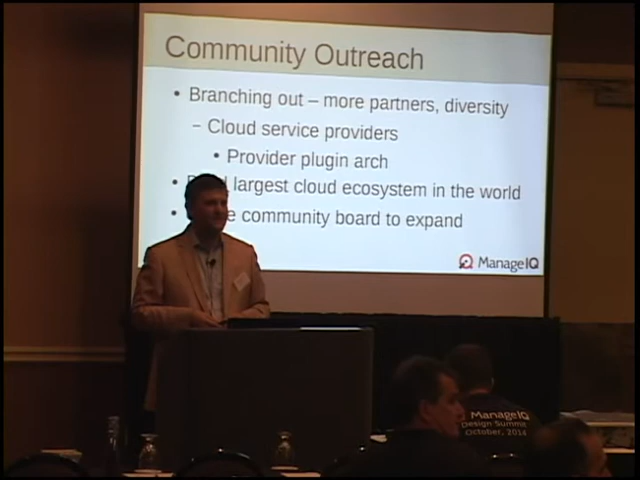 Community Outreach
• Branching out – more partners, diversity
– Cloud service providers
• Provider plugin arch
• largest cloud ecosystem in the world
• community board to expand
ManageIQ
ManageIQ
Design Summit
October, 2014